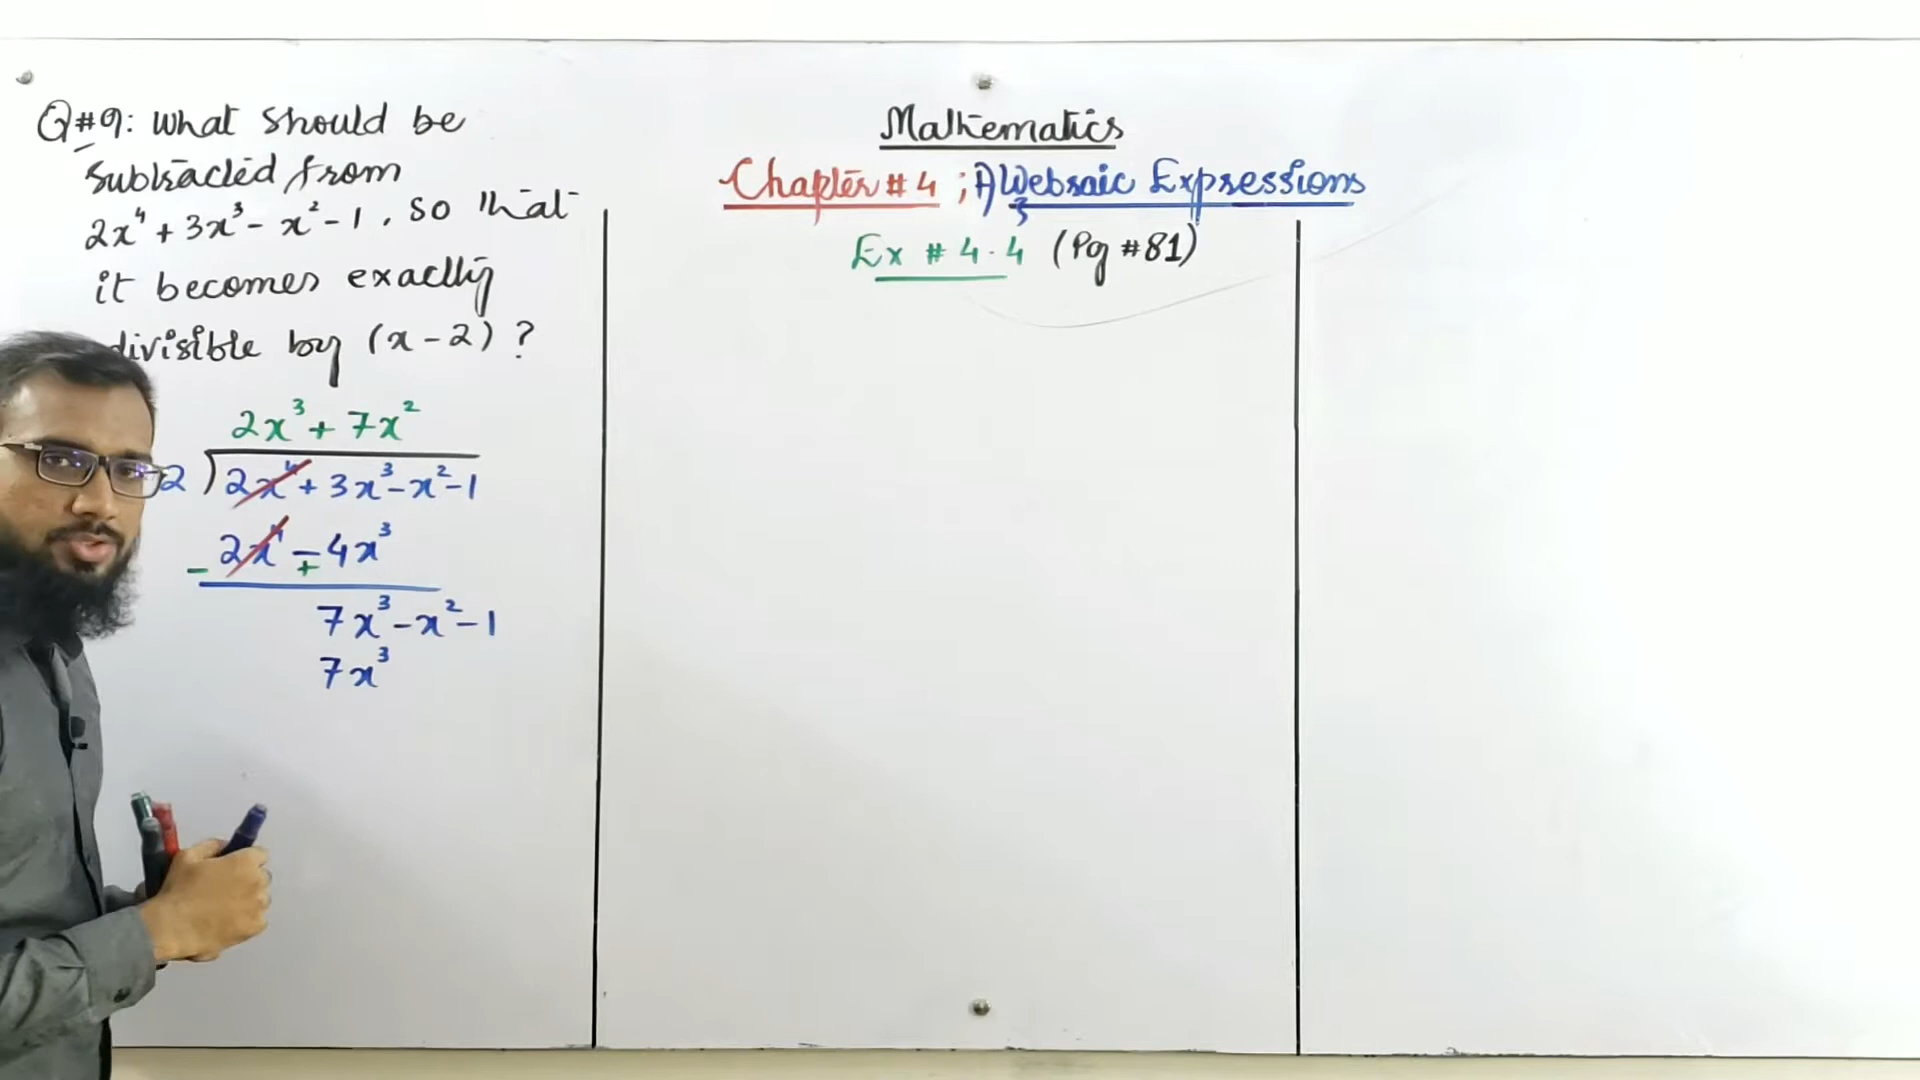 Q#9: What should be
subtracted from
2x⁴ + 3x³ - x² - 1, so that
it becomes exactly
divisible by (x - 2) ?
2x³ + 7x²
-2 ) 2x⁴ + 3x³ - x² - 1
2x⁴ - 4x³
- +
7x³ - x² - 1
7x³
Mathematics
Chapter # 4 ; Algebraic Expressions
Ex # 4.4 (Pg #81)